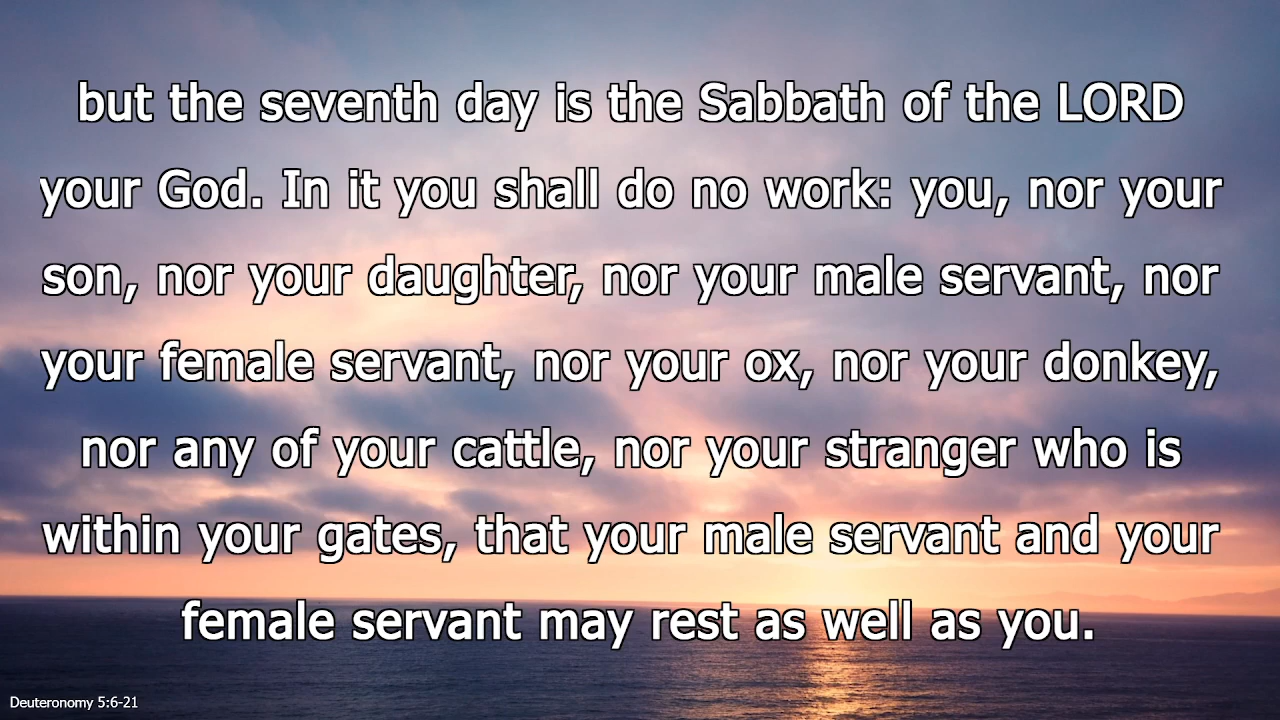 but the seventh day is the Sabbath of the LORD
your God. In it you shall do no work: you, nor your
son, nor your daughter, nor your male servant, nor
your female servant, nor your ox, nor your donkey,
nor any of your cattle, nor your stranger who is
within your gates, that your male servant and your
female servant may rest as well as you.
Deuteronomy 5:6-21